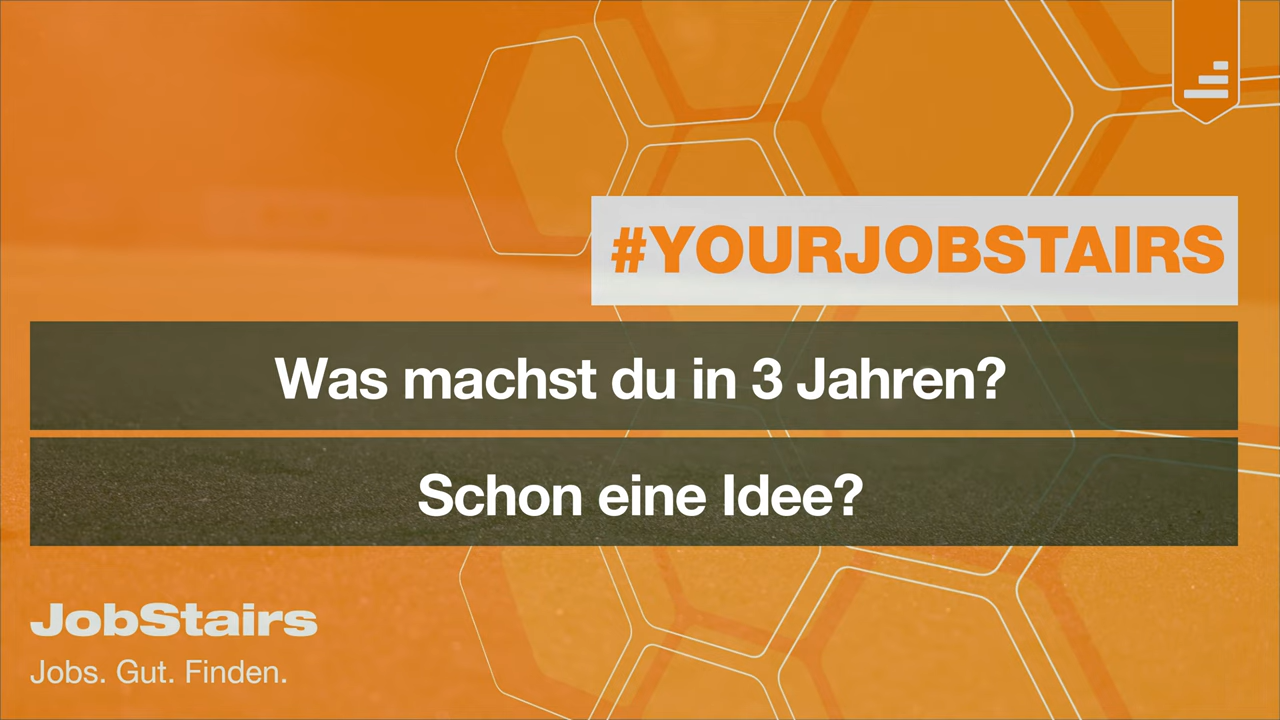 #YOURJOBSTAIRS
Was machst du in 3 Jahren?
Schon eine Idee?
JobStairs
Jobs. Gut. Finden.